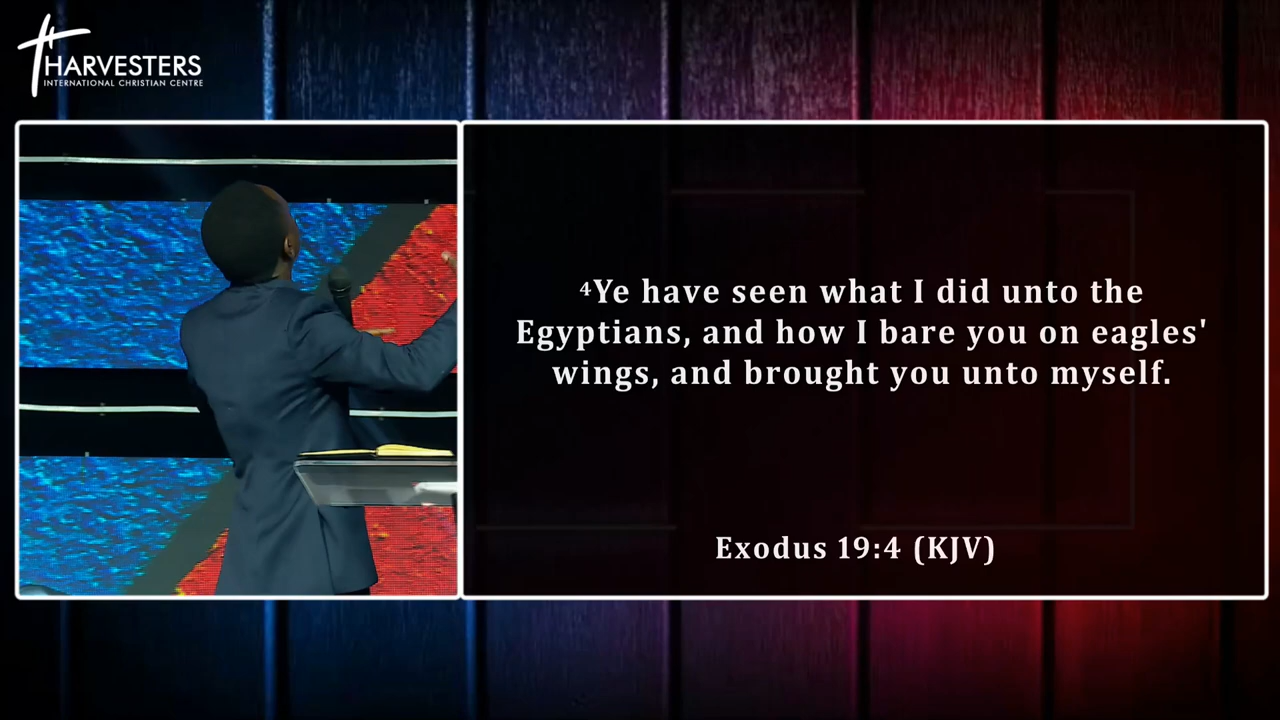 HARVESTERS
INTERNATIONAL CHRISTIAN CENTRE
⁴Ye have seen what I did unto the
Egyptians, and how I bare you on eagles'
wings, and brought you unto myself.
Exodus 19:4 (KJV)